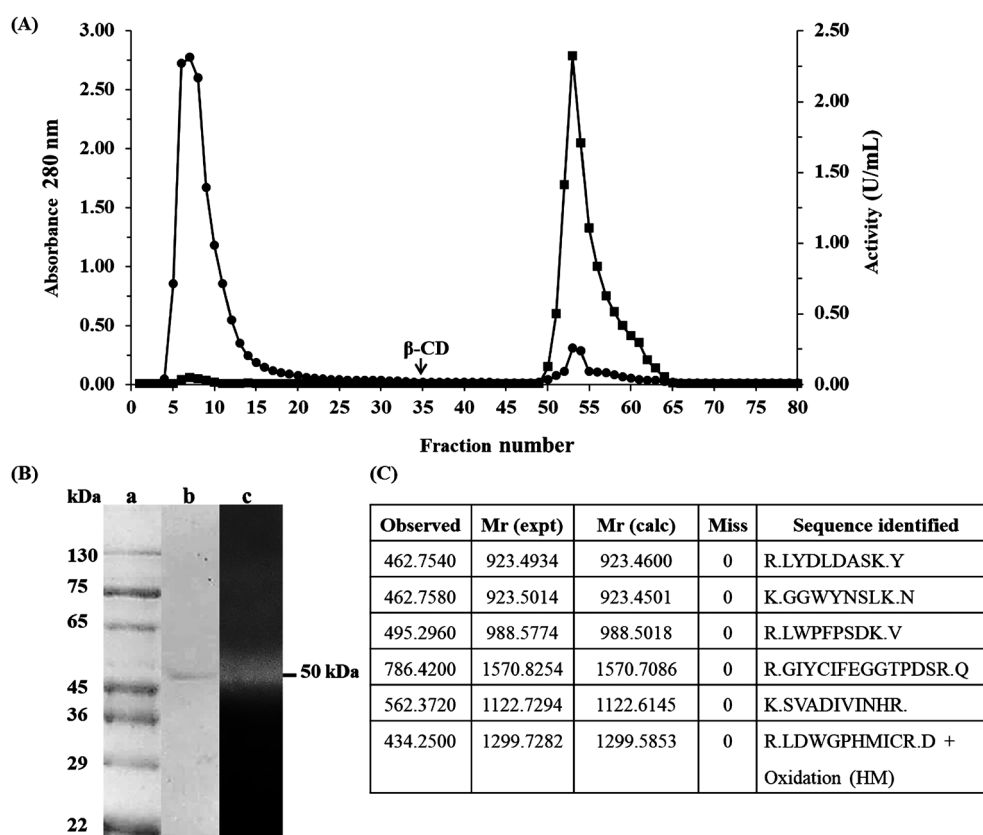 (A)
3.00
2.50
2.00
1.50
1.00
0.50
0.00
Absorbance 280 nm
2.50
2.00
1.50
1.00
0.50
0.00
Activity (U/mL)
β-CD
0 5 10 15 20 25 30 35 40 45 50 55 60 65 70 75 80
Fraction number
(B)
kDa a b c
130
75
65
45
36
29
22
50 kDa
(C)
Observed Mr (expt) Mr (calc) Miss Sequence identified
462.7540 923.4934 923.4600 0 R.LYDLDASK.Y
462.7580 923.5014 923.4501 0 K.GGWYNSLK.N
495.2960 988.5774 988.5018 0 R.LWPFPSDK.V
786.4200 1570.8254 1570.7086 0 R.GIYCIFEGGTPDSR.Q
562.3720 1122.7294 1122.6145 0 K.SVADIVINHR.
434.2500 1299.7282 1299.5853 0 R.LDWGPHMICR.D +
Oxidation (HM)